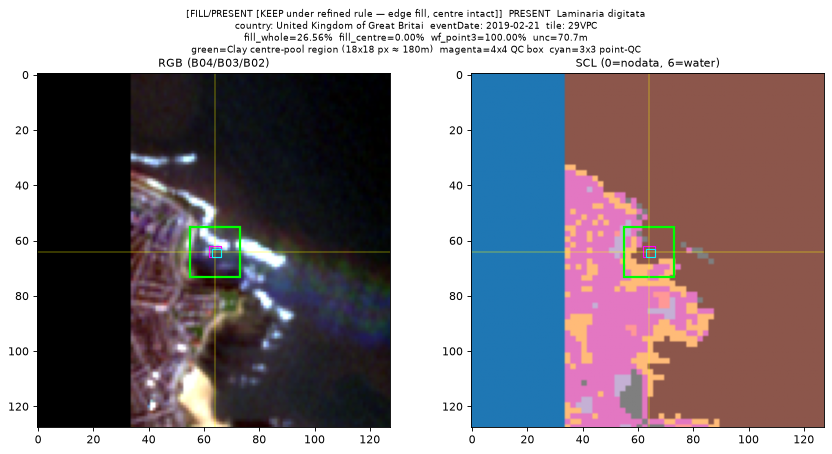 [FILL/PRESENT [KEEP under refined rule — edge fill, centre intact]]  PRESENT  Laminaria digitata
country: United Kingdom of Great Britai  eventDate: 2019-02-21  tile: 29VPC
fill_whole=26.56%  fill_centre=0.00%  wf_point3=100.00%  unc=70.7m
green=Clay centre-pool region (18x18 px ≈ 180m)  magenta=4x4 QC box  cyan=3x3 point-QC
RGB (B04/B03/B02)
SCL (0=nodata, 6=water)
0
20
40
60
80
100
120
0 20 40 60 80 100 120
0
20
40
60
80
100
120
0 20 40 60 80 100 120